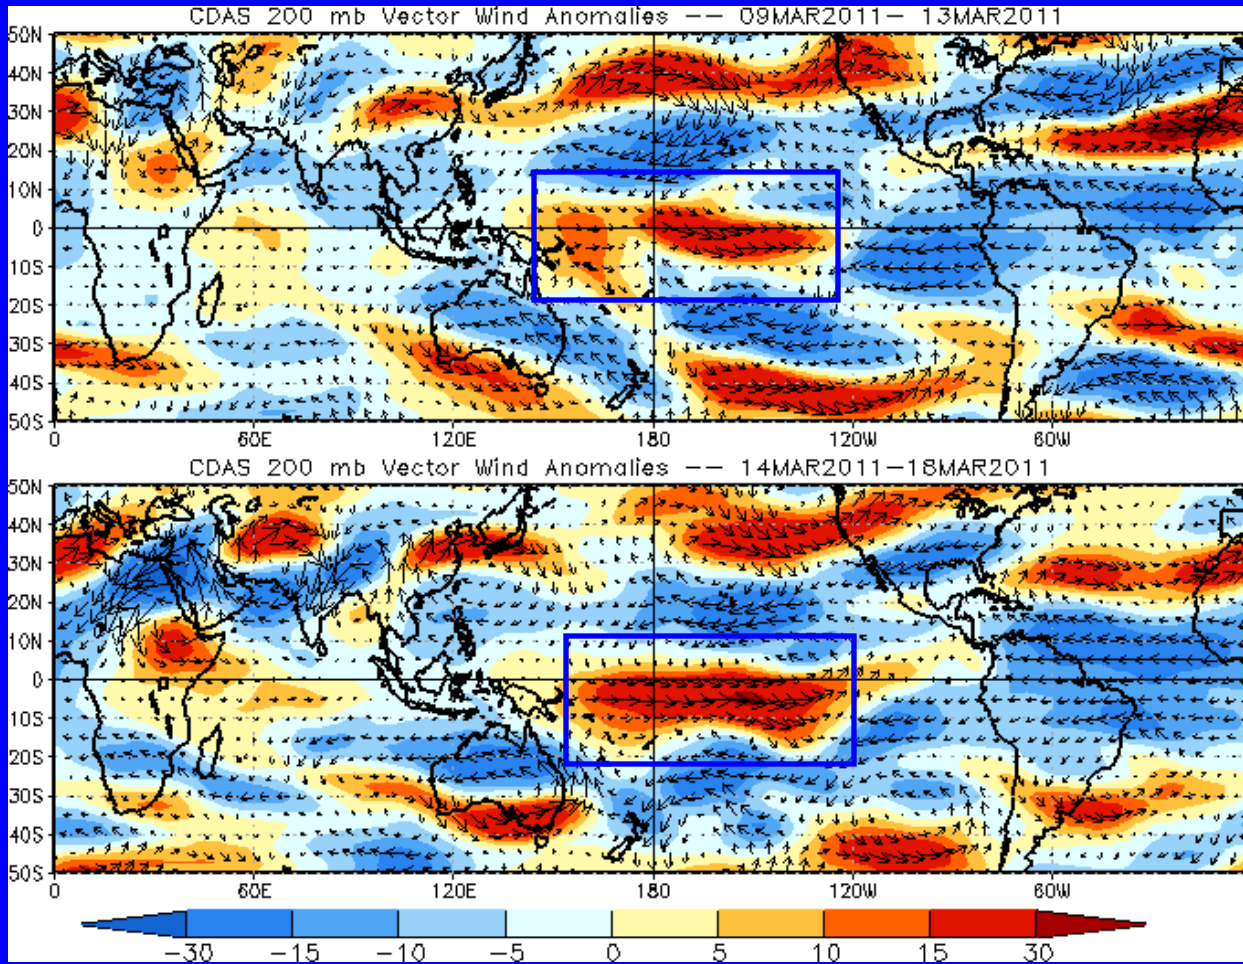 CDAS 200 mb Vector Wind Anomalies -- 09MAR2011- 13MAR2011
50N
40N
30N
20N
10N
0
10S
20S
30S
40S
50S
0 60E 120E 180 120W 60W
CDAS 200 mb Vector Wind Anomalies -- 14MAR2011-18MAR2011
50N
40N
30N
20N
10N
0
10S
20S
30S
40S
50S
0 60E 120E 180 120W 60W
-30 -15 -10 -5 0 5 10 15 30